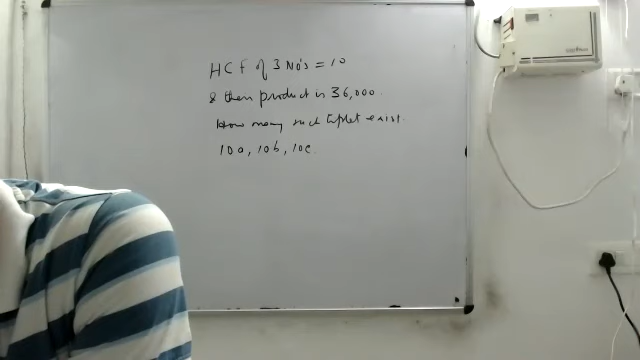 HCF of 3 No's = 10
& their product is 36,000.
How many such triplet exist.
10a, 10b, 10c.